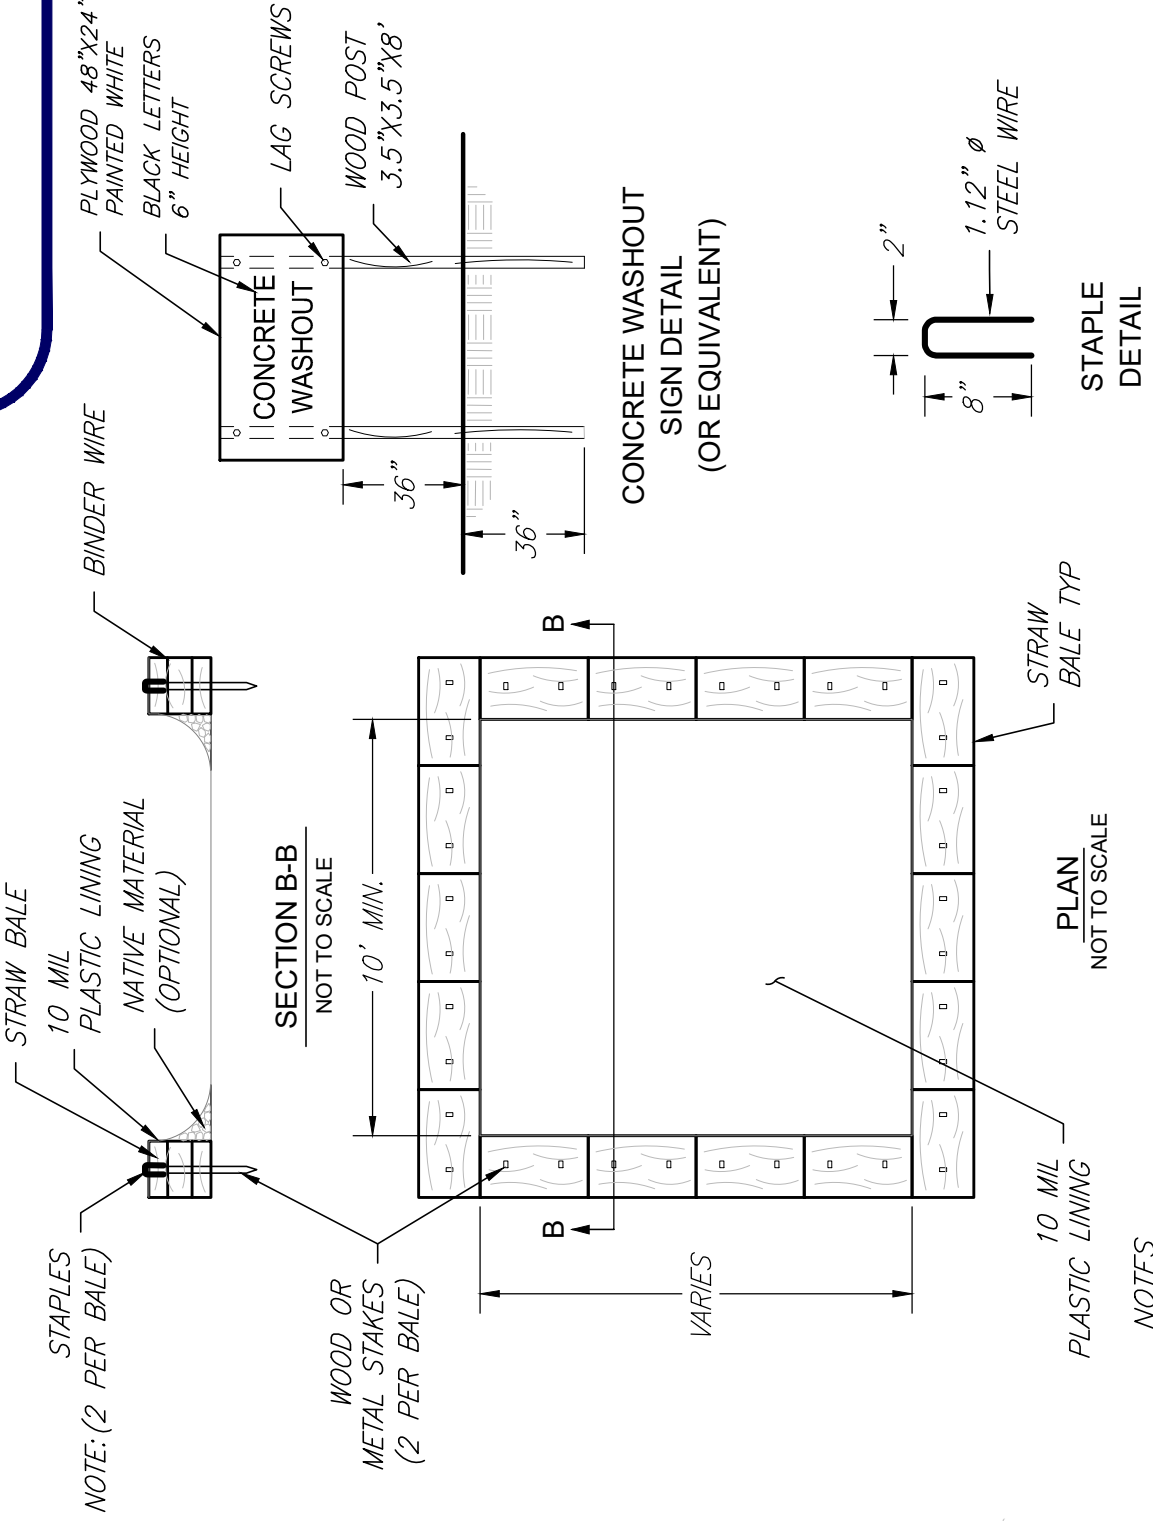 STRAW BALE
10 MIL
PLASTIC LINING
NATIVE MATERIAL
(OPTIONAL)
STAPLES
NOTE:(2 PER BALE)
BINDER WIRE
SECTION B-B
NOT TO SCALE
WOOD OR
METAL STAKES
(2 PER BALE)
10' MIN.
B
B
VARIES
10 MIL
PLASTIC LINING
STRAW
BALE TYP
PLAN
NOT TO SCALE
PLYWOOD 48"X24"
PAINTED WHITE
BLACK LETTERS
6" HEIGHT
LAG SCREWS
WOOD POST
3.5"X3.5"X8'
CONCRETE
WASHOUT
36"
36"
CONCRETE WASHOUT
SIGN DETAIL
(OR EQUIVALENT)
2"
1.12" ø
STEEL WIRE
8"
STAPLE
DETAIL
NOTES